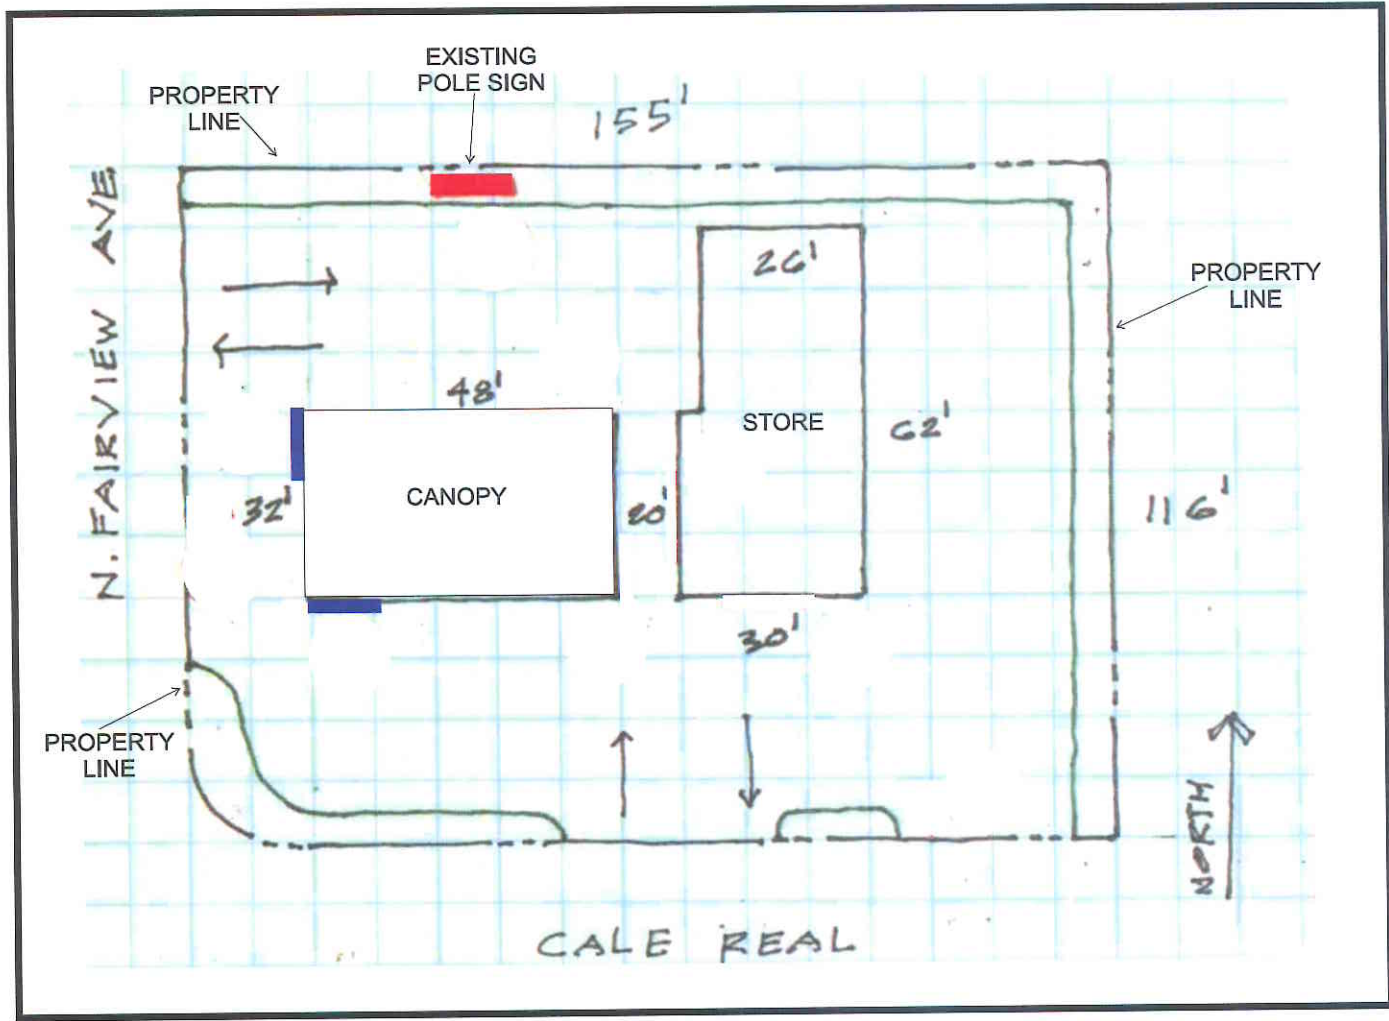 EXISTING
POLE SIGN
PROPERTY
LINE
155'
N. FAIRVIEW AVE
26'
PROPERTY
LINE
48'
STORE
62'
CANOPY
32'
20'
116'
30'
PROPERTY
LINE
NORTH
CALE REAL